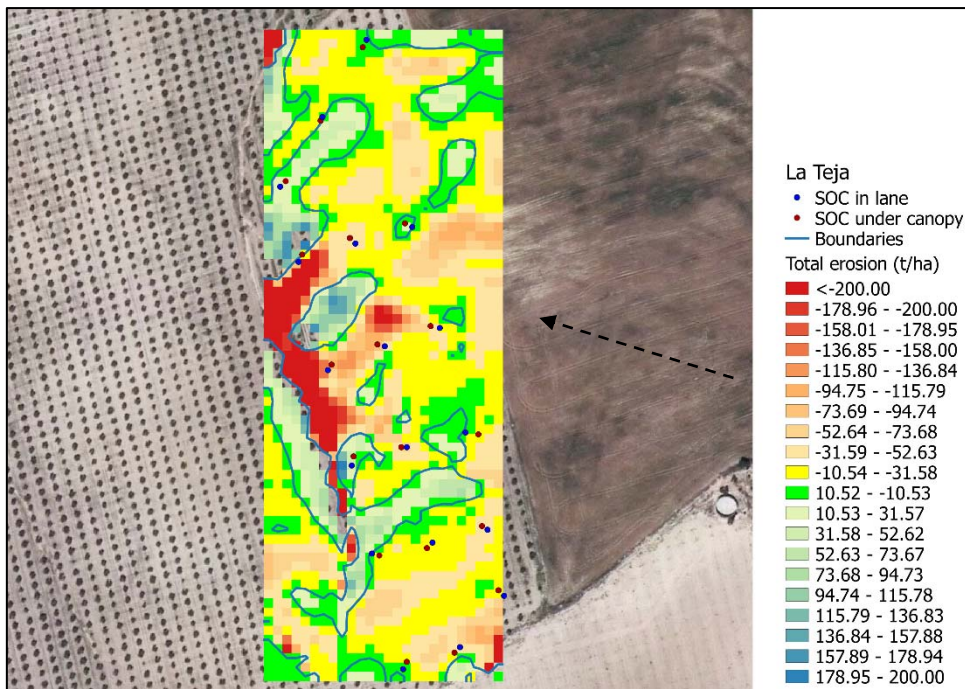 La Teja
SOC in lane
SOC under canopy
Boundaries
Total erosion (t/ha)
<-200.00
-178.96 - -200.00
-158.01 - -178.95
-136.85 - -158.00
-115.80 - -136.84
-94.75 - -115.79
-73.69 - -94.74
-52.64 - -73.68
-31.59 - -52.63
-10.54 - -31.58
10.52 - -10.53
10.53 - 31.57
31.58 - 52.62
52.63 - 73.67
73.68 - 94.73
94.74 - 115.78
115.79 - 136.83
136.84 - 157.88
157.89 - 178.94
178.95 - 200.00